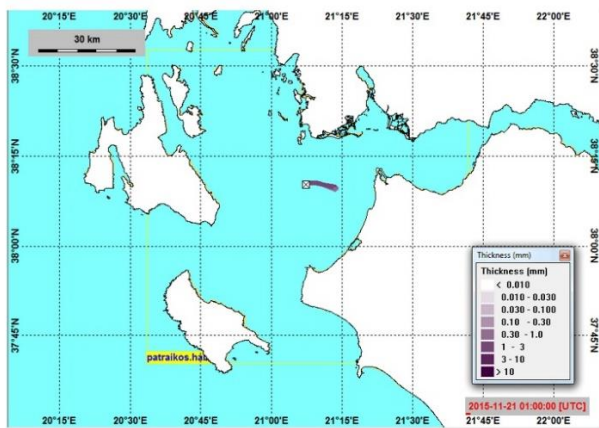 20°15'E 20°30'E 20°45'E 21°00'E 21°15'E 21°30'E 21°45'E 22°00'E
30 km
38°30'N 38°30'N
38°15'N
38°00'N 38°00'N
Thickness (mm)
Thickness (mm)
< 0.010
0.010 - 0.030
0.030 - 0.100
0.10 - 0.30
0.30 - 1.0
1 - 3
3 - 10
> 10
37°45'N 37°45'N
patraikos.hab
2015-11-21 01:00:00 [UTC]
20°15'E 20°30'E 20°45'E 21°00'E 21°15'E 21°30'E 21°45'E 22°00'E